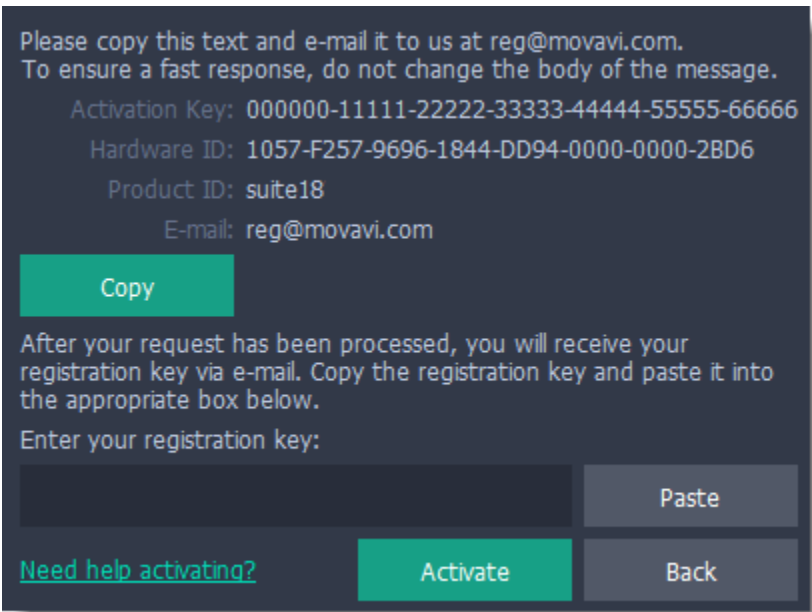 Please copy this text and e-mail it to us at reg@movavi.com.
To ensure a fast response, do not change the body of the message.
Activation Key: 000000-11111-22222-33333-44444-55555-66666
Hardware ID: 1057-F257-9696-1844-DD94-0000-0000-2BD6
Product ID: suite18
E-mail: reg@movavi.com
Copy
After your request has been processed, you will receive your
registration key via e-mail. Copy the registration key and paste it into
the appropriate box below.
Enter your registration key:
Paste
Need help activating? Activate Back